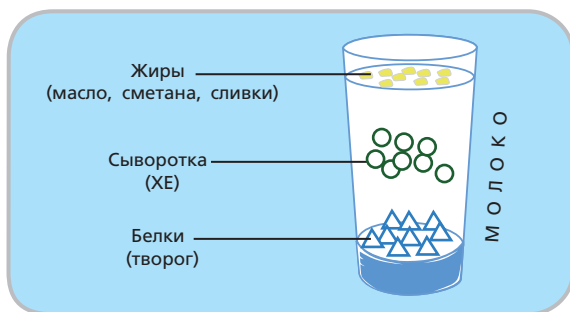 Жиры
(масло, сметана, сливки)
Сыворотка
(ХЕ)
Белки
(творог)
МОЛОКО